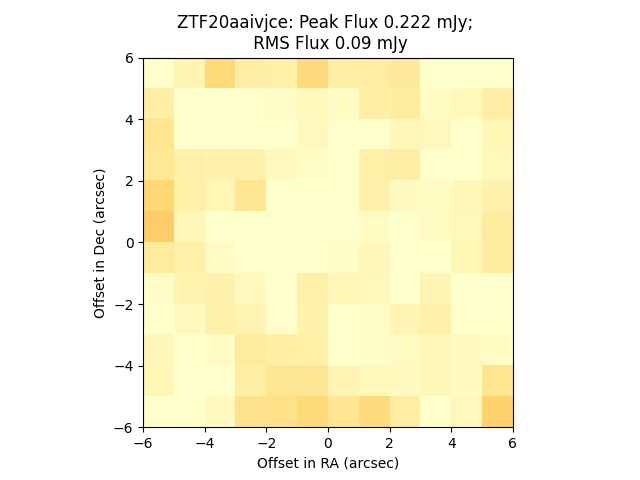 ZTF20aaivjce: Peak Flux 0.222 mJy;
RMS Flux 0.09 mJy
6
4
2
0
−2
−4
−6
Offset in Dec (arcsec)
−6 −4 −2 0 2 4 6
Offset in RA (arcsec)